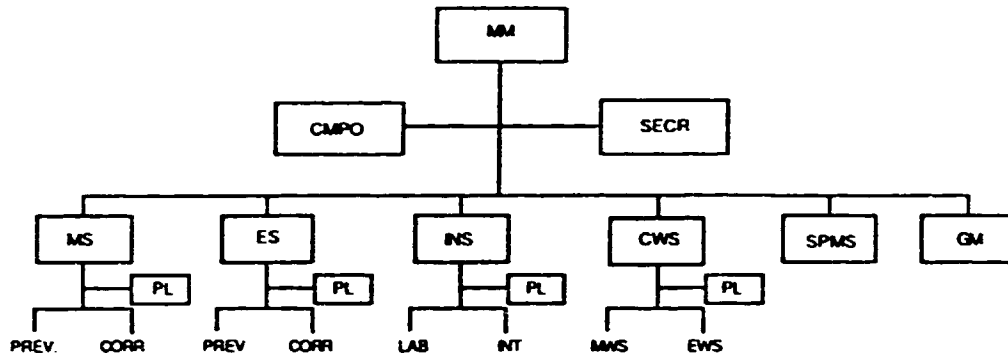 MM
CMPO SECR
MS ES INS CWS SPMS GM
PL PL PL PL
PREV. CORR PREV CORR LAB INT MWS EWS